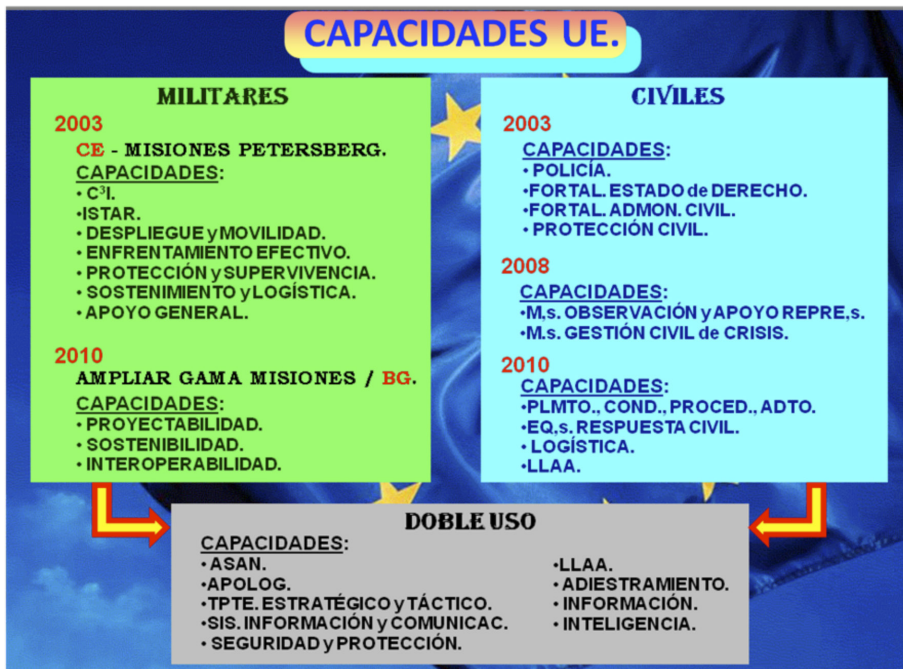 CAPACIDADES UE.
MILITARES
2003
CE - MISIONES PETERSBERG.
CAPACIDADES:
• C³I.
•ISTAR.
• DESPLIEGUE y MOVILIDAD.
• ENFRENTAMIENTO EFECTIVO.
• PROTECCIÓN y SUPERVIVENCIA.
• SOSTENIMIENTO y LOGÍSTICA.
• APOYO GENERAL.
2010
AMPLIAR GAMA MISIONES / BG.
CAPACIDADES:
• PROYECTABILIDAD.
• SOSTENIBILIDAD.
• INTEROPERABILIDAD.
CIVILES
2003
CAPACIDADES:
• POLICÍA.
•FORTAL. ESTADO de DERECHO.
•FORTAL. ADMON. CIVIL.
• PROTECCIÓN CIVIL.
2008
CAPACIDADES:
•M,s. OBSERVACIÓN y APOYO REPRE,s.
•M.s. GESTIÓN CIVIL de CRISIS.
2010
CAPACIDADES:
•PLMTO., COND., PROCED., ADTO.
•EQ,s. RESPUESTA CIVIL.
• LOGÍSTICA.
•LLAA.
DOBLE USO
CAPACIDADES:
• ASAN.
•APOLOG.
•TPTE. ESTRATÉGICO y TÁCTICO.
•SIS. INFORMACIÓN y COMUNICAC.
• SEGURIDAD y PROTECCIÓN.
•LLAA.
• ADIESTRAMIENTO.
• INFORMACIÓN.
• INTELIGENCIA.